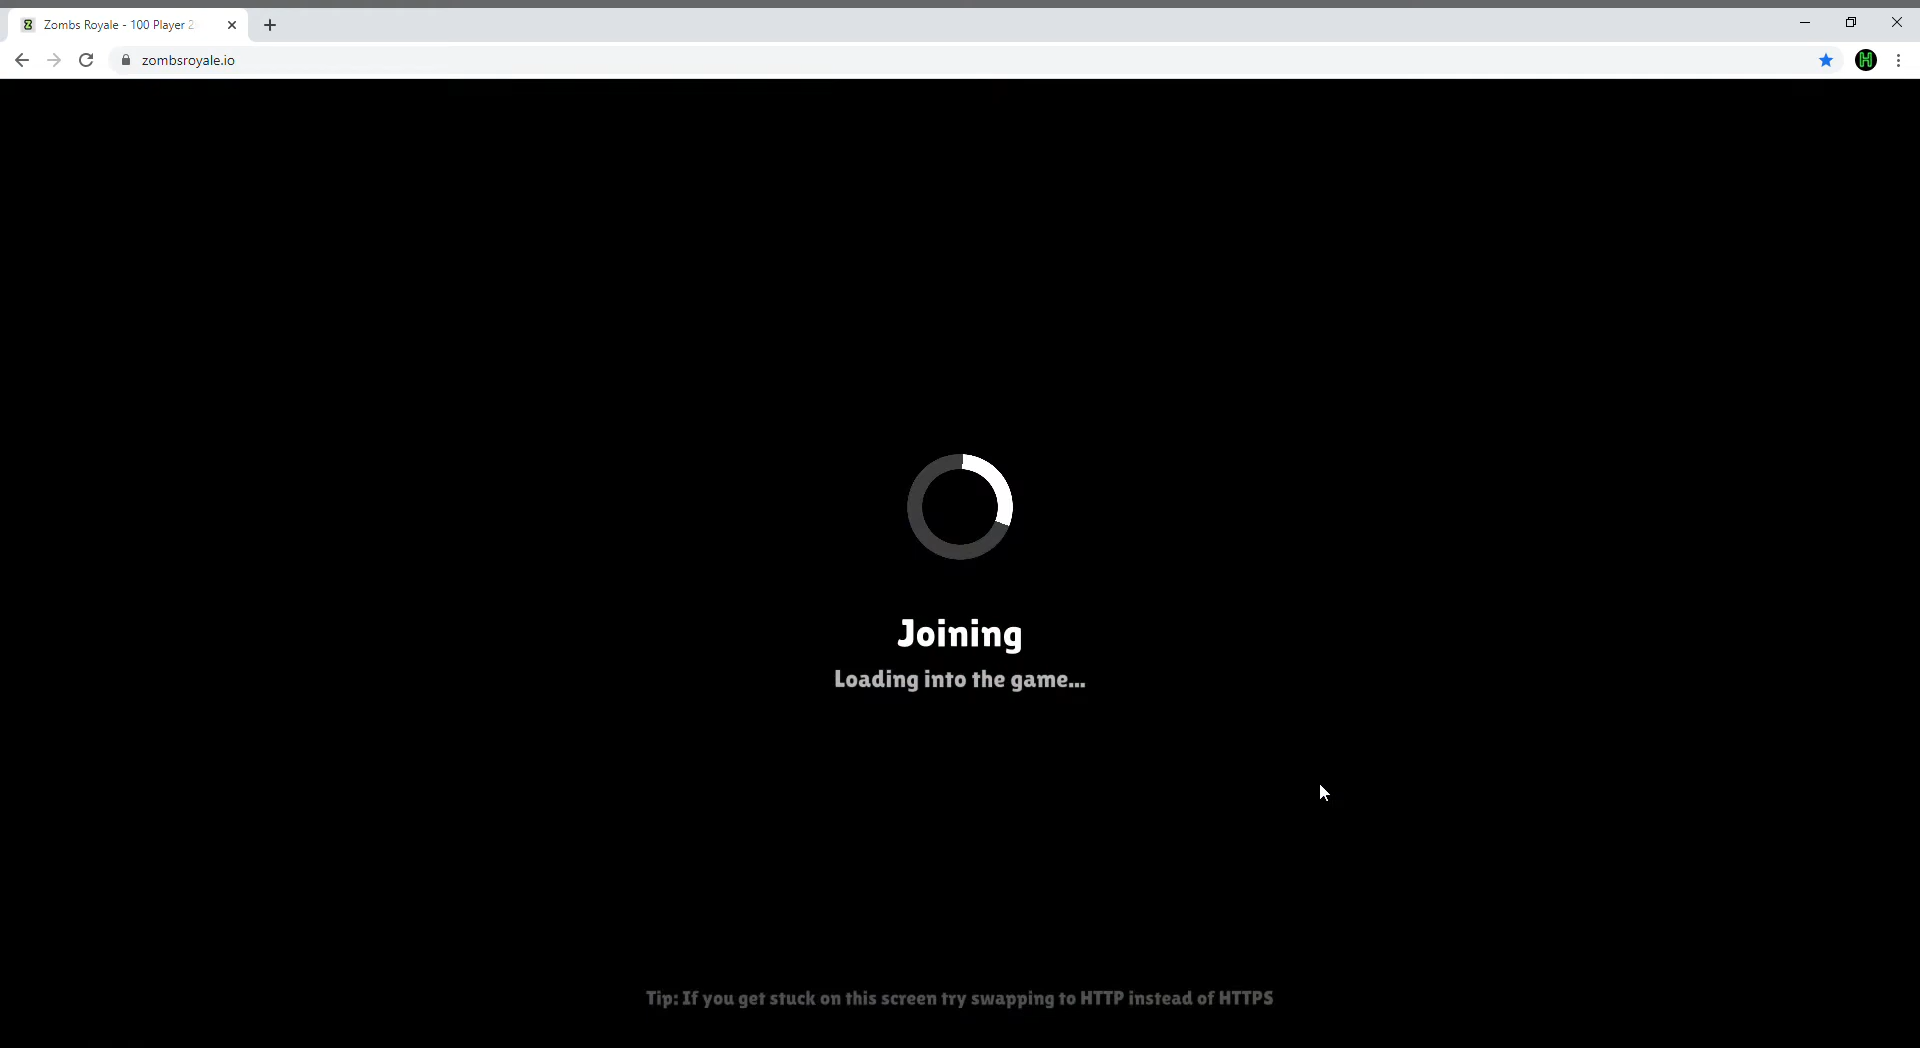 Zombs Royale - 100 Player 2
zombsroyale.io
Joining
Loading into the game...
Tip: If you get stuck on this screen try swapping to HTTP instead of HTTPS